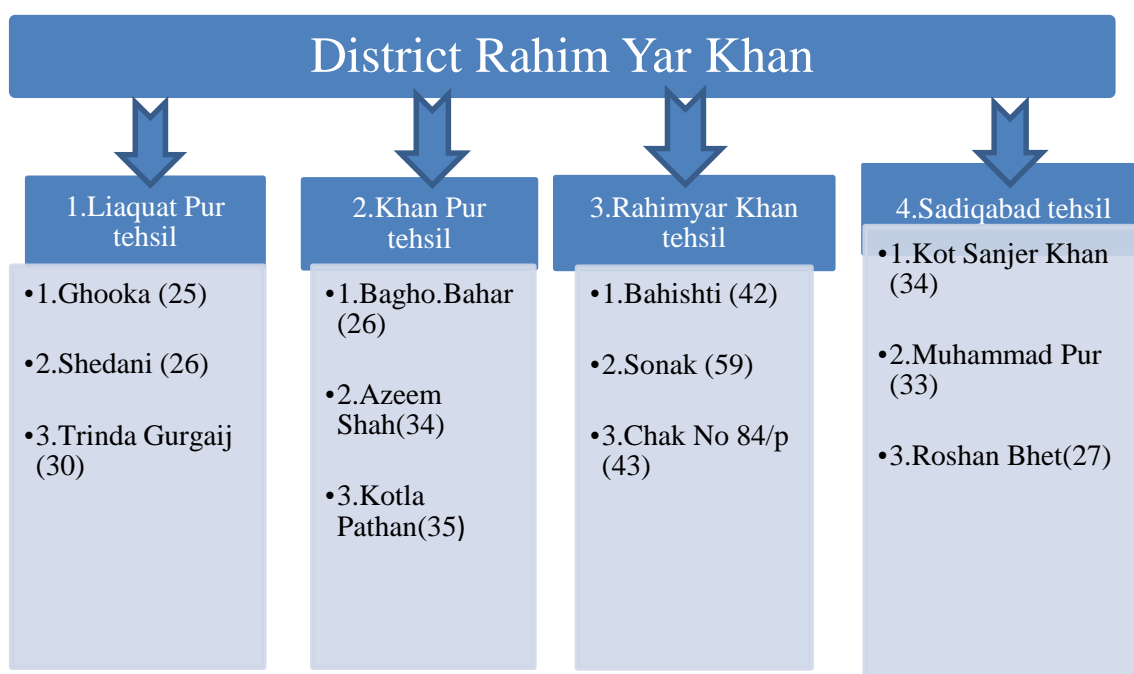 District Rahim Yar Khan
1.Liaquat Pur
tehsil
•1.Ghooka (25)
•2.Shedani (26)
•3.Trinda Gurgaij
(30)
2.Khan Pur
tehsil
•1.Bagho.Bahar
(26)
•2.Azeem
Shah(34)
•3.Kotla
Pathan(35)
3.Rahimyar Khan
tehsil
•1.Bahishti (42)
•2.Sonak (59)
•3.Chak No 84/p
(43)
4.Sadiqabad tehsil
•1.Kot Sanjer Khan
(34)
•2.Muhammad Pur
(33)
•3.Roshan Bhet(27)